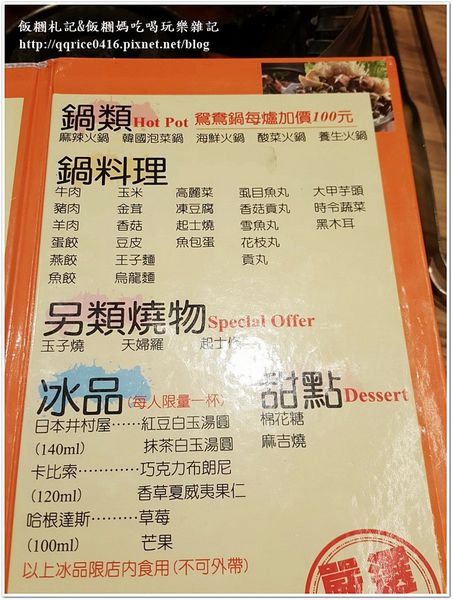 飯糰札記&飯糰媽吃喝玩樂雜記
http://qqrice0416.pixnet.net/blog
鍋類 Hot Pot 鴛鴦鍋每爐加價100元
麻辣火鍋 韓國泡菜鍋 海鮮火鍋 酸菜火鍋 養生火鍋
鍋料理
牛肉 玉米 高麗菜 虱目魚丸 大甲芋頭
豬肉 金茸 凍豆腐 香菇貢丸 時令蔬菜
羊肉 香菇 起士燒 雪魚丸 黑木耳
蛋餃 豆皮 魚包蛋 花枝丸
燕餃 王子麵 貢丸
魚餃 烏龍麵
另類燒物 Special Offer
玉子燒 天婦羅 起士
冰品 (每人限量一杯) 甜點 Dessert
日本井村屋……紅豆白玉湯圓 棉花糖
(140ml) 抹茶白玉湯圓 麻吉燒
卡比索………巧克力布朗尼
(120ml) 香草夏威夷果仁
哈根達斯………草莓
(100ml) 芒果
以上冰品限店內食用(不可外帶)
嚴選